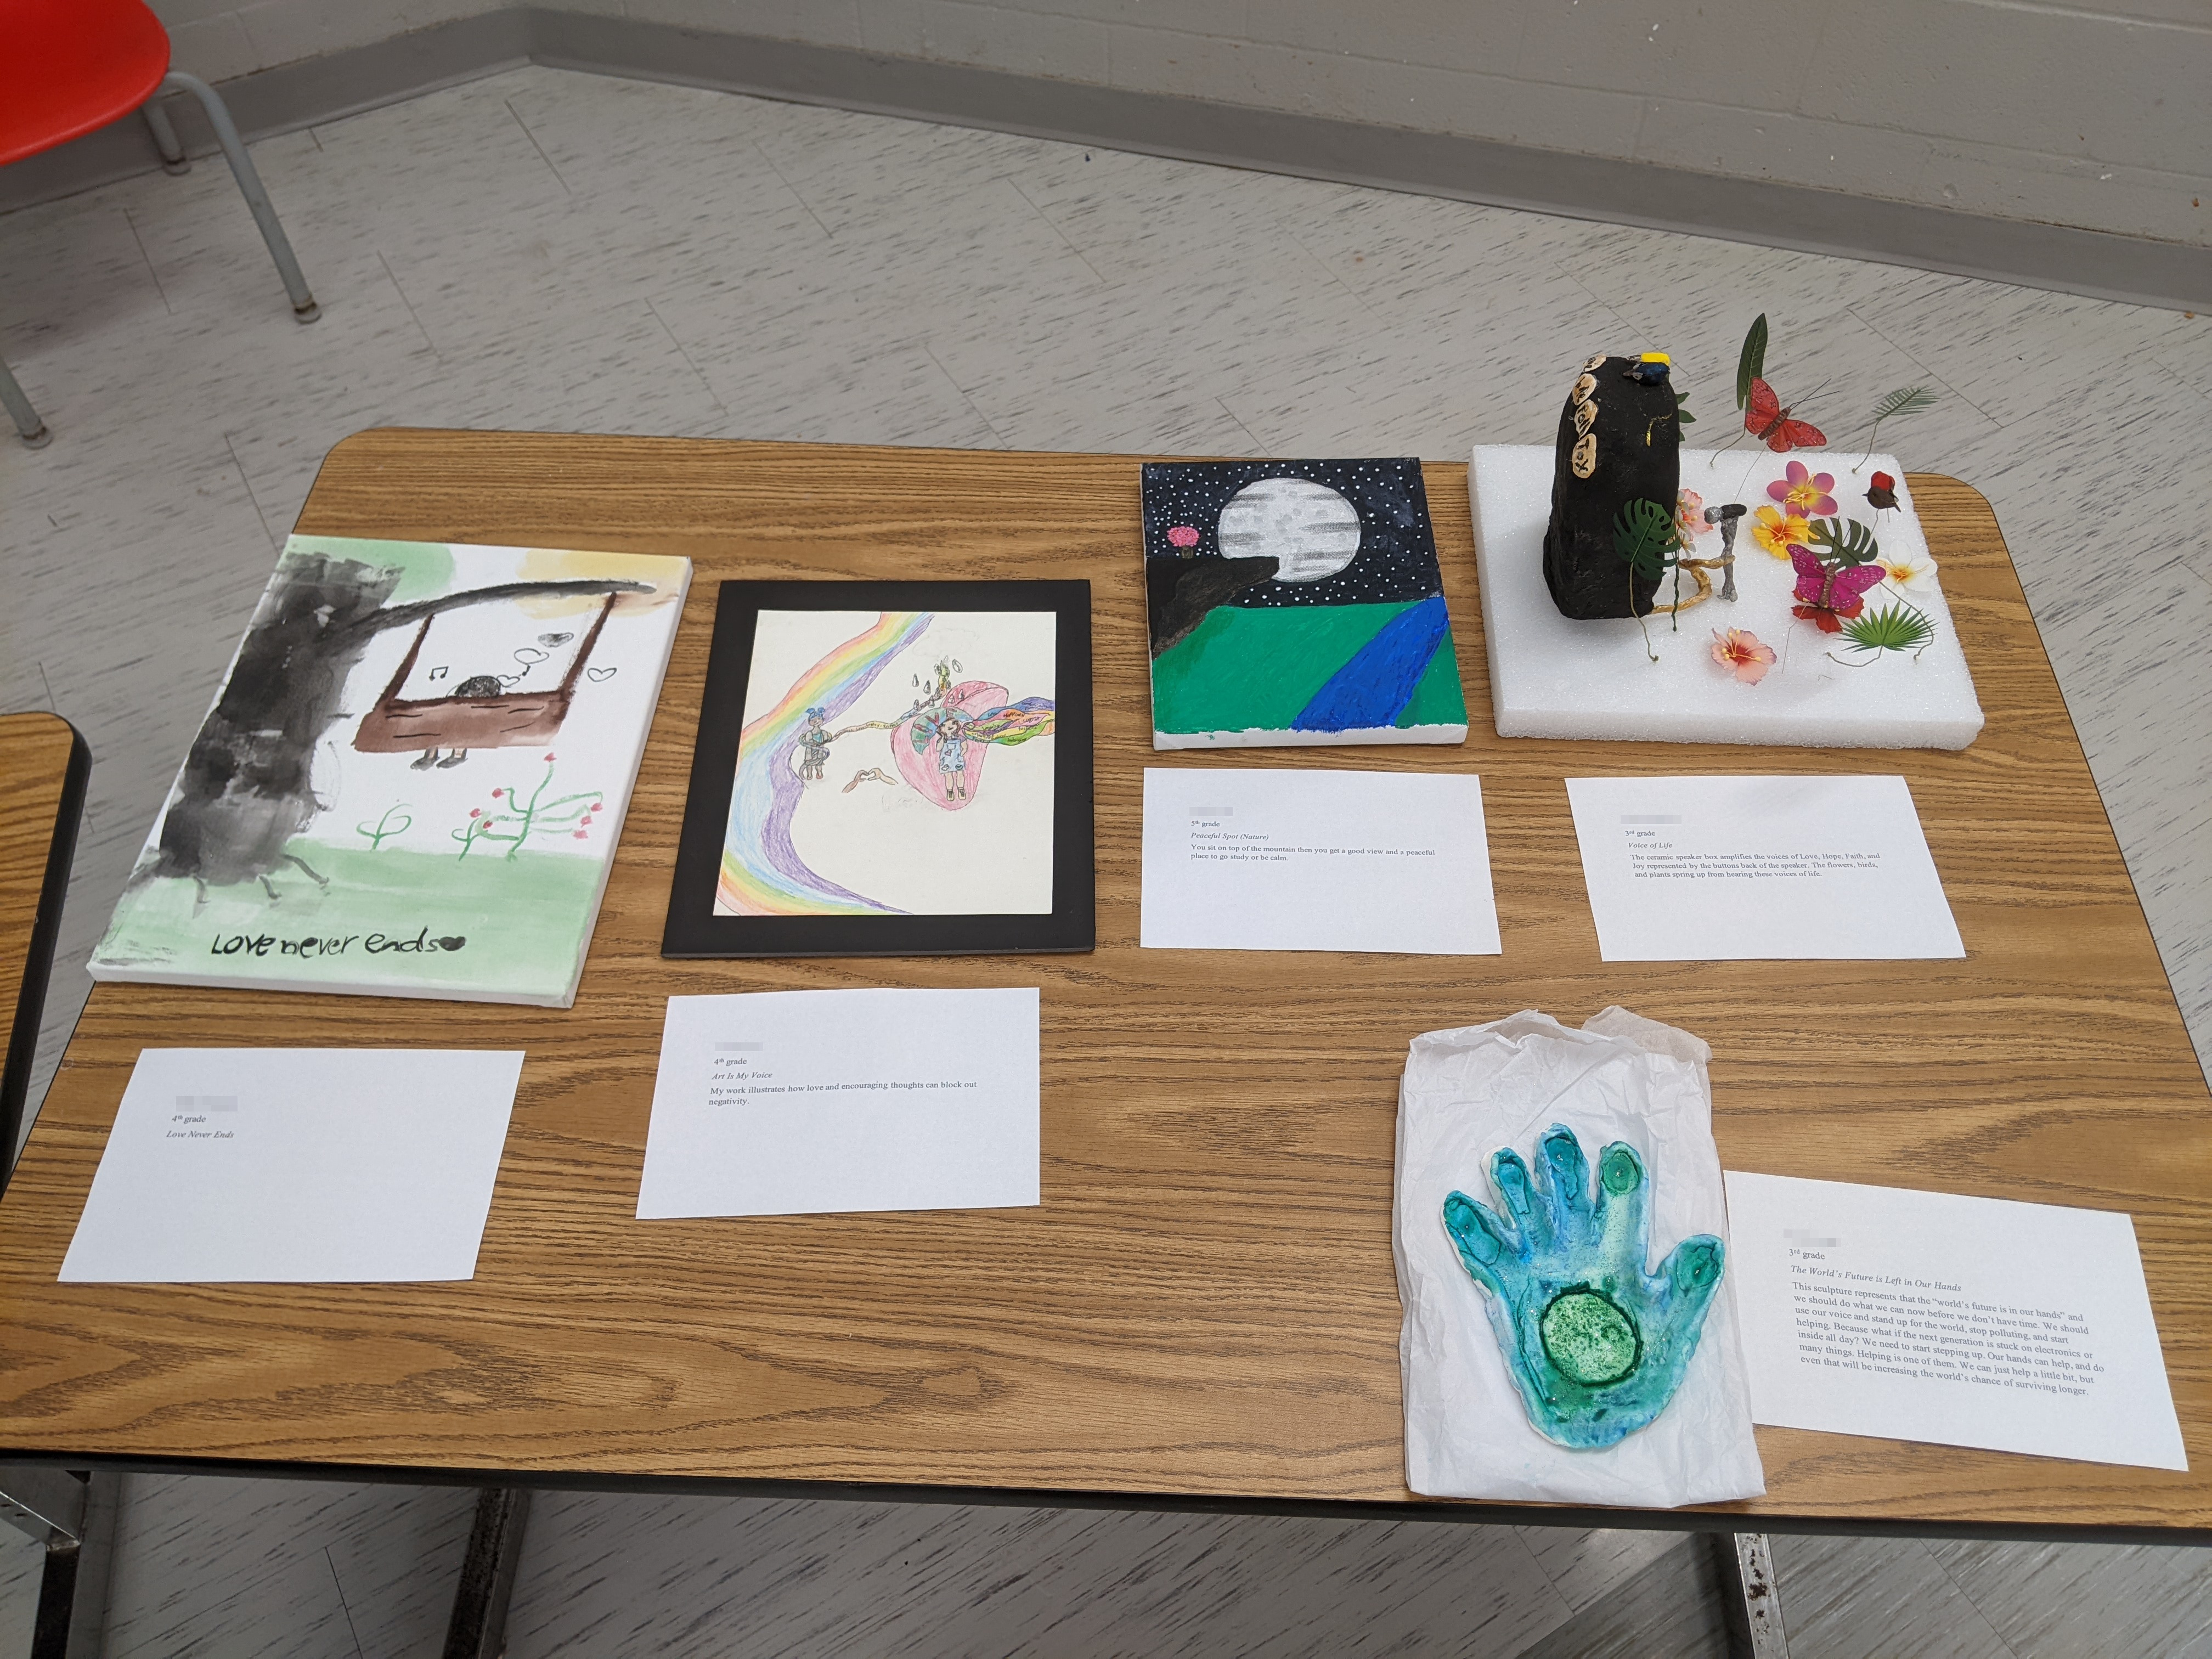 Love never ends
4th grade
Love Never Ends
4th grade
Art Is My Voice
My work illustrates how love and encouraging thoughts can block out
negativity.
5th grade
Peaceful Spot (Nature)
You sit on top of the mountain then you get a good view and a peaceful
place to go study or be calm.
Joy
3rd grade
Voice of Life
The ceramic speaker box amplifies the voices of Love, Hope, Faith, and
Joy represented by the buttons back of the speaker. The flowers, birds,
and plants spring up from hearing these voices of life.
3rd grade
The World's Future is Left in Our Hands
This sculpture represents that the "world's future is in our hands" and
we should do what we can now before we don't have time. We should
use our voice and stand up for the world, stop polluting, and start
helping. Because what if the next generation is stuck on electronics or
inside all day? We need to start stepping up. Our hands can help, and do
many things. Helping is one of them. We can just help a little bit, but
even that will be increasing the world's chance of surviving longer.